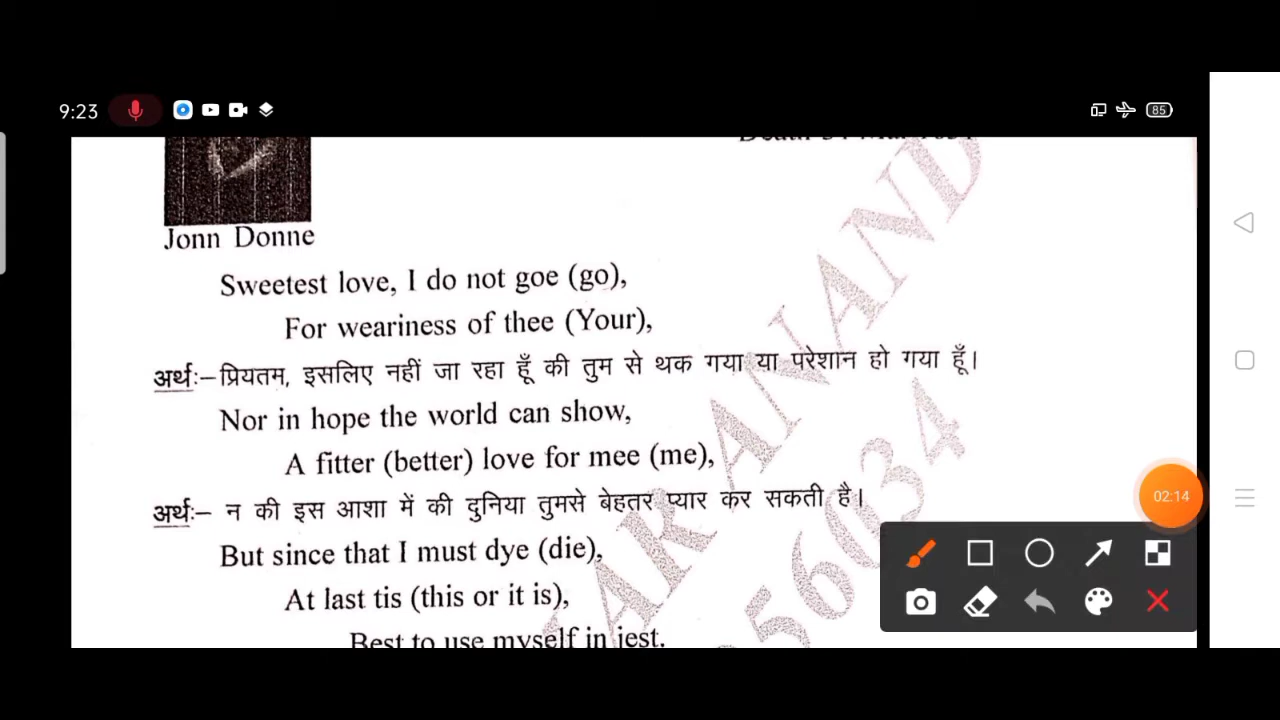 9:23
85
Jonn Donne
Sweetest love, I do not goe (go),
For weariness of thee (Your),
अर्थः– प्रियतम, इसलिए नहीं जा रहा हूँ की तुम से थक गया या परेशान हो गया हूँ।
Nor in hope the world can show,
A fitter (better) love for mee (me),
अर्थः– न की इस आशा में की दुनिया तुमसे बेहतर प्यार कर सकती है।
But since that I must dye (die),
At last tis (this or it is),
Best to use myself in jest.
AR ANAND
56034
02:14